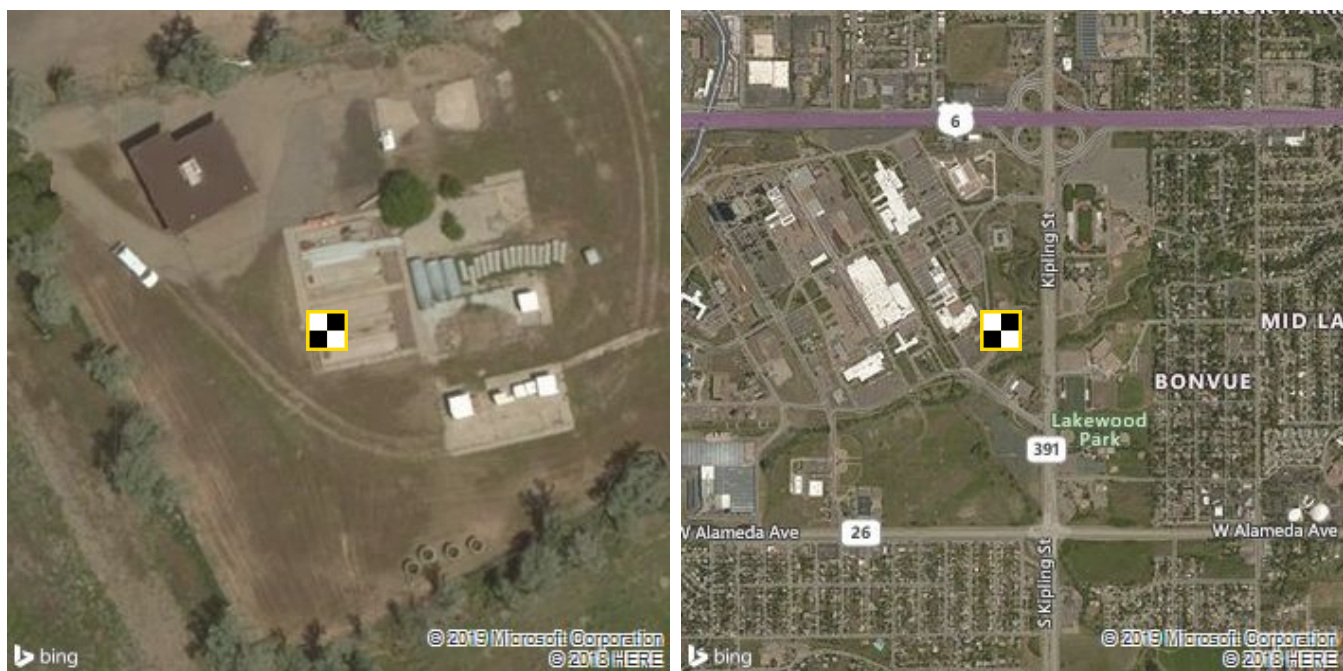 © 2019 Microsoft Corporation
© 2018 HERE
bing
6
Kipling St
MID LA
BONVUE
Lakewood
Park
391
W Alameda Ave
26
W Alameda Ave
S Kipling St
© 2019 Microsoft Corporation
© 2018 HERE
bing